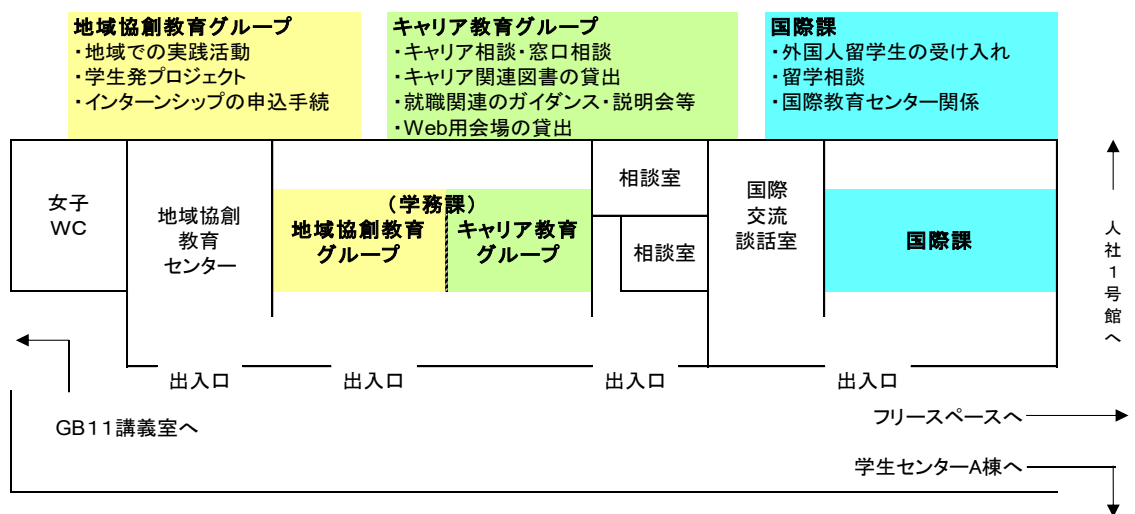 地域協創教育グループ
・地域での実践活動
・学生発プロジェクト
・インターンシップの申込手続
キャリア教育グループ
・キャリア相談・窓口相談
・キャリア関連図書の貸出
・就職関連のガイダンス・説明会等
・Web用会場の貸出
国際課
・外国人留学生の受け入れ
・留学相談
・国際教育センター関係
女子
WC
地域協創
教育
センター
（学務課）
地域協創教育
グループ
キャリア教育
グループ
相談室
相談室
国際
交流
談話室
国際課
人社1号館へ
出入口
出入口
出入口
出入口
GB11講義室へ
フリースペースへ
学生センターA棟へ